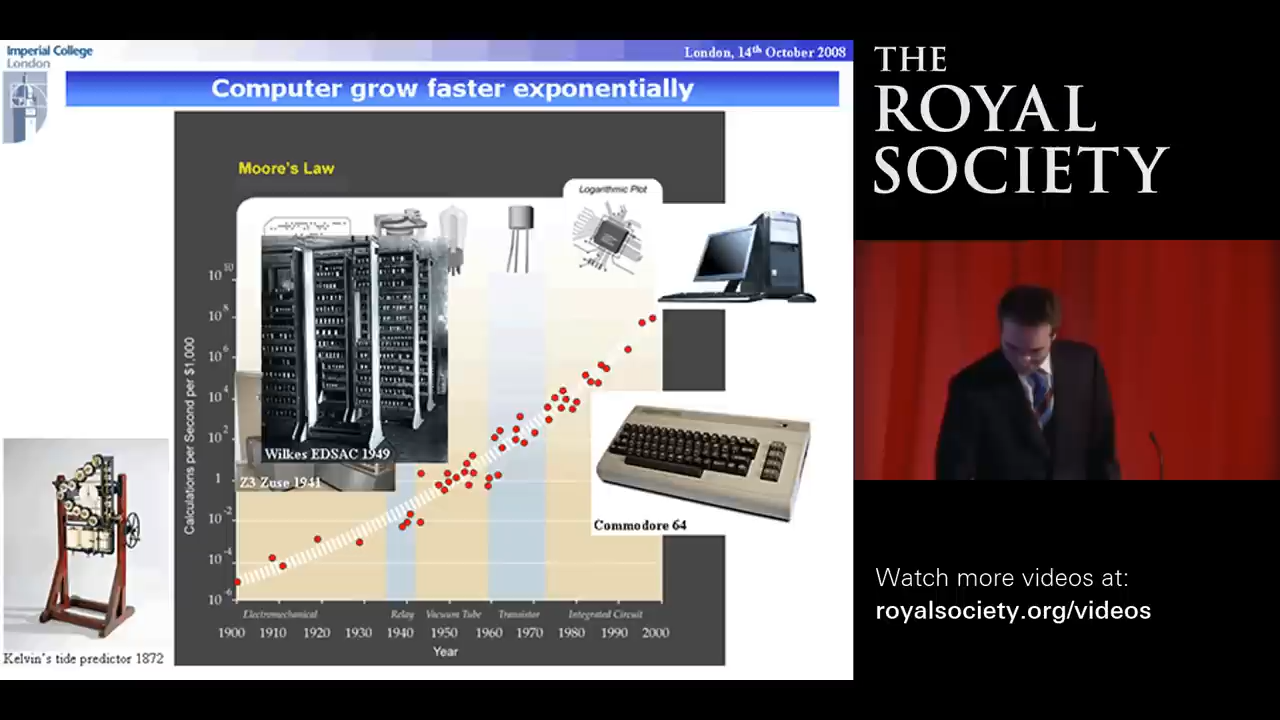 Imperial College
London
London, 14th October 2008
Computer grow faster exponentially
Moore's Law
Logarithmic Plot
Calculations per Second per $1,000
10^10
10^8
10^6
10^4
10^2
1
10^-2
10^-4
10^-6
Wilkes EDSAC 1949
Z3 Zuse 1941
Commodore 64
Electromechanical Relay Vacuum Tube Transistor Integrated Circuit
1900 1910 1920 1930 1940 1950 1960 1970 1980 1990 2000
Year
Kelvin's tide predictor 1872
THE
ROYAL
SOCIETY
Watch more videos at:
royalsociety.org/videos